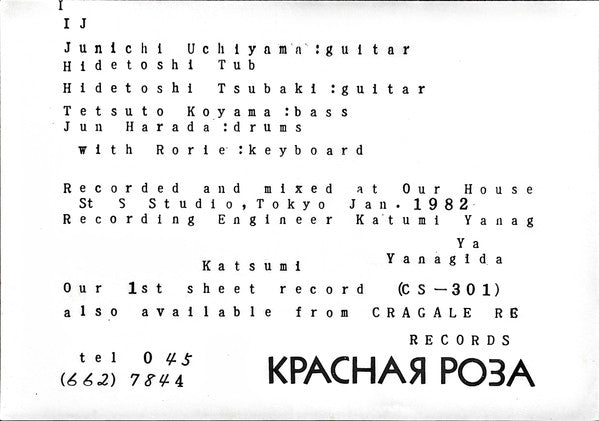 I
I J
Junichi Uchiyama:guitar
Hidetoshi Tub
Hidetoshi Tsubaki:guitar
Tetsuto Koyama:bass
Jun Harada:drums
with Rorie:keyboard
Recorded and mixed at Our House
St S Studio, Tokyo Jan. 1982
Recording Engineer Katumi Yanag
Ya
Yanagida
Katsumi
Our 1st sheet record (CS-301)
also available from CRAGALE RE
RECORDS
tel 045
(662) 7844
КРАСНАЯ РОЗА